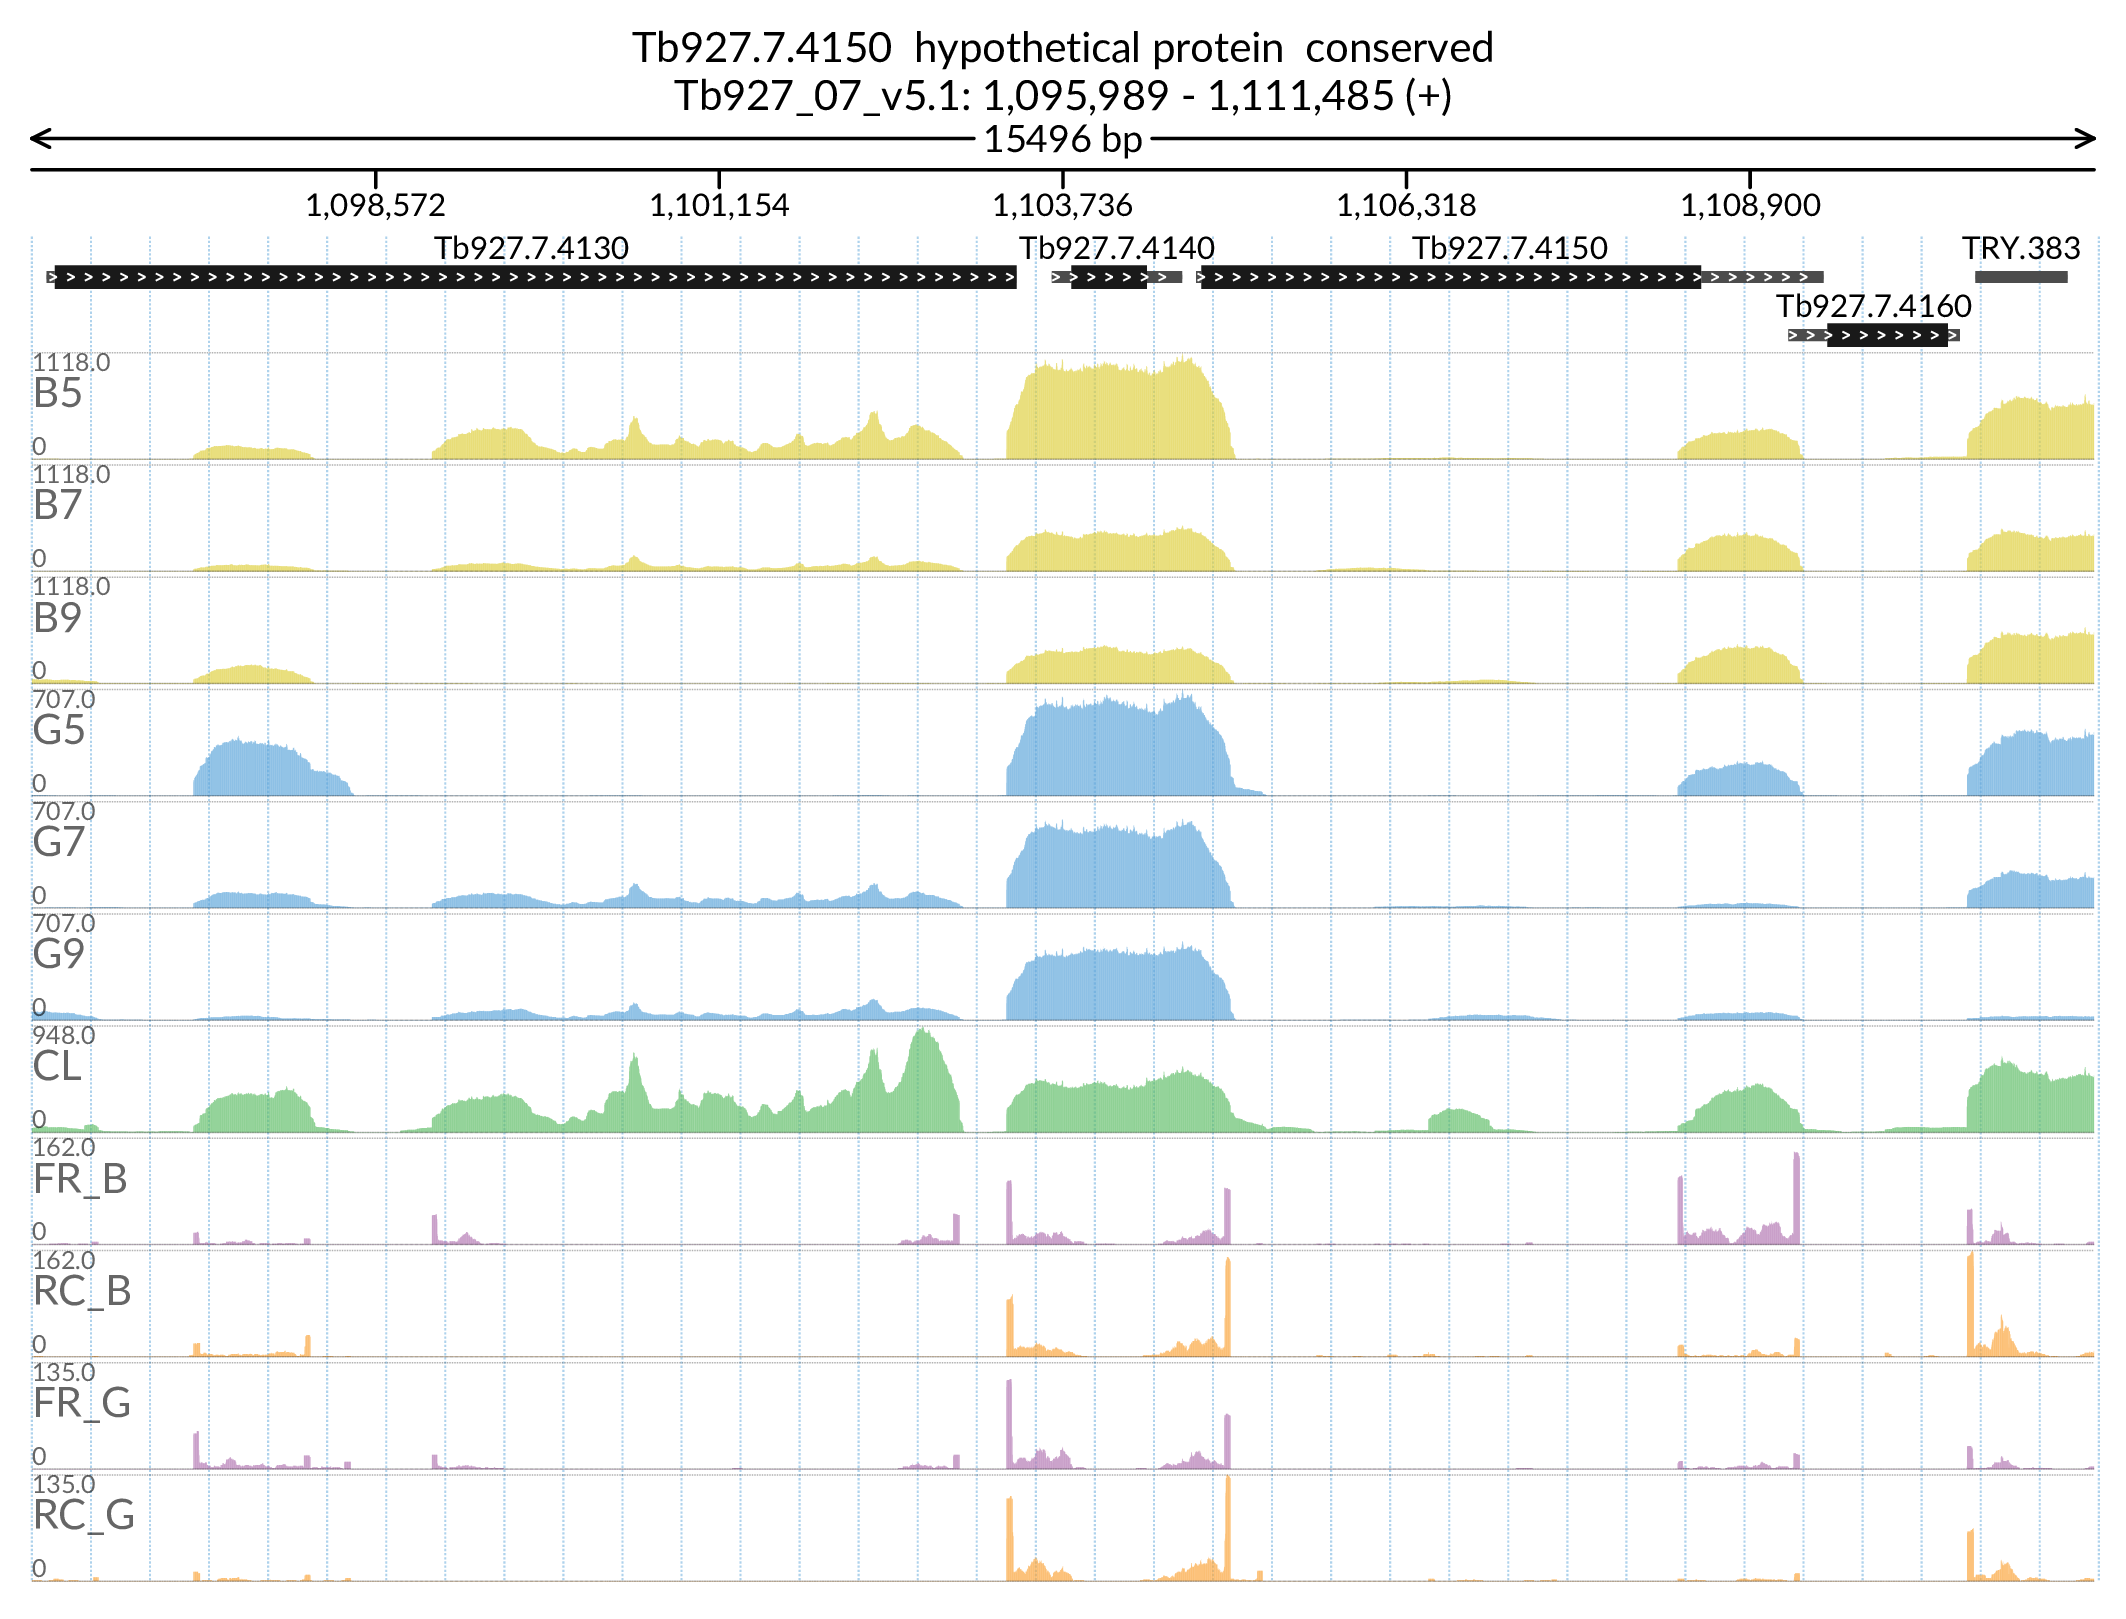 Tb927.7.4150  hypothetical protein  conserved
Tb927_07_v5.1: 1,095,989 - 1,111,485 (+)
15496 bp
1,098,572 1,101,154 1,103,736 1,106,318 1,108,900
Tb927.7.4130 Tb927.7.4140 Tb927.7.4150 TRY.383
Tb927.7.4160
1118.0
B5
0
1118.0
B7
0
1118.0
B9
0
707.0
G5
0
707.0
G7
0
707.0
G9
0
948.0
CL
0
162.0
FR_B
0
162.0
RC_B
0
135.0
FR_G
0
135.0
RC_G
0